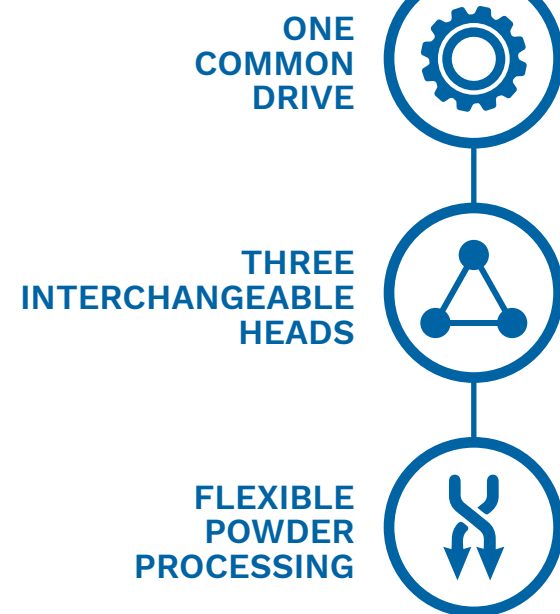 ONE
COMMON
DRIVE
THREE
INTERCHANGEABLE
HEADS
FLEXIBLE
POWDER
PROCESSING